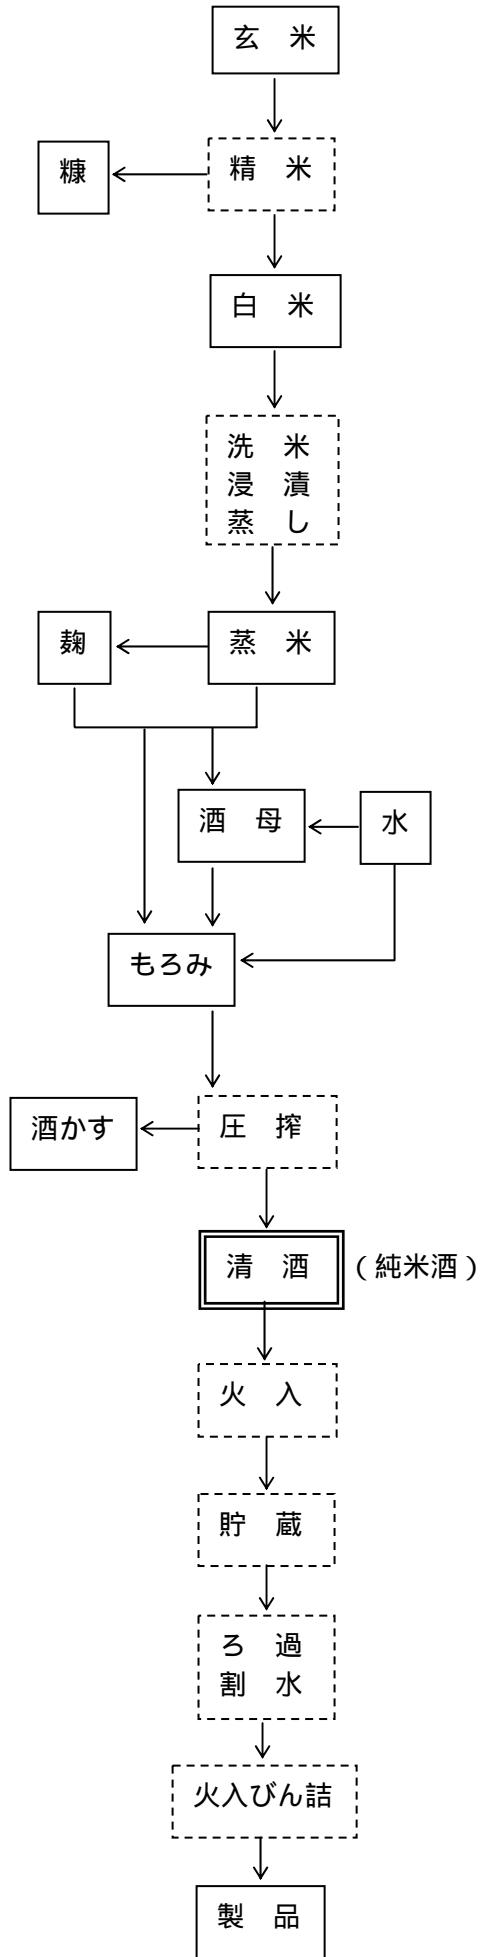 玄　米
糠
精　米
白　米
洗　米
浸　漬
蒸　し
麹
蒸　米
酒　母
水
もろみ
酒かす
圧　搾
清　酒
（純米酒）
火　入
貯　蔵
ろ　過
割　水
火入びん詰
製　品